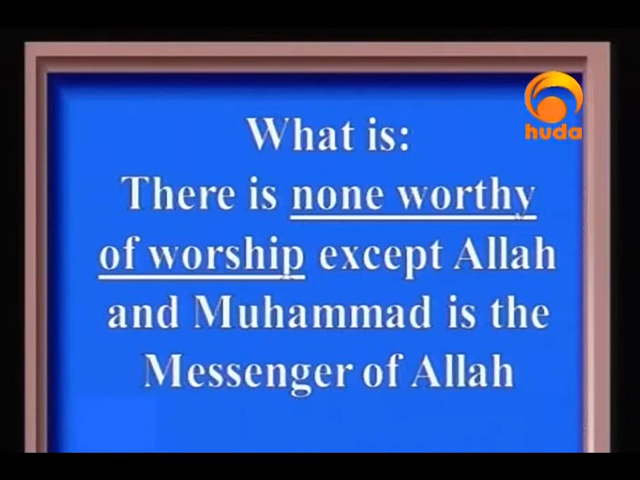 huda
What is:
There is none worthy
of worship except Allah
and Muhammad is the
Messenger of Allah